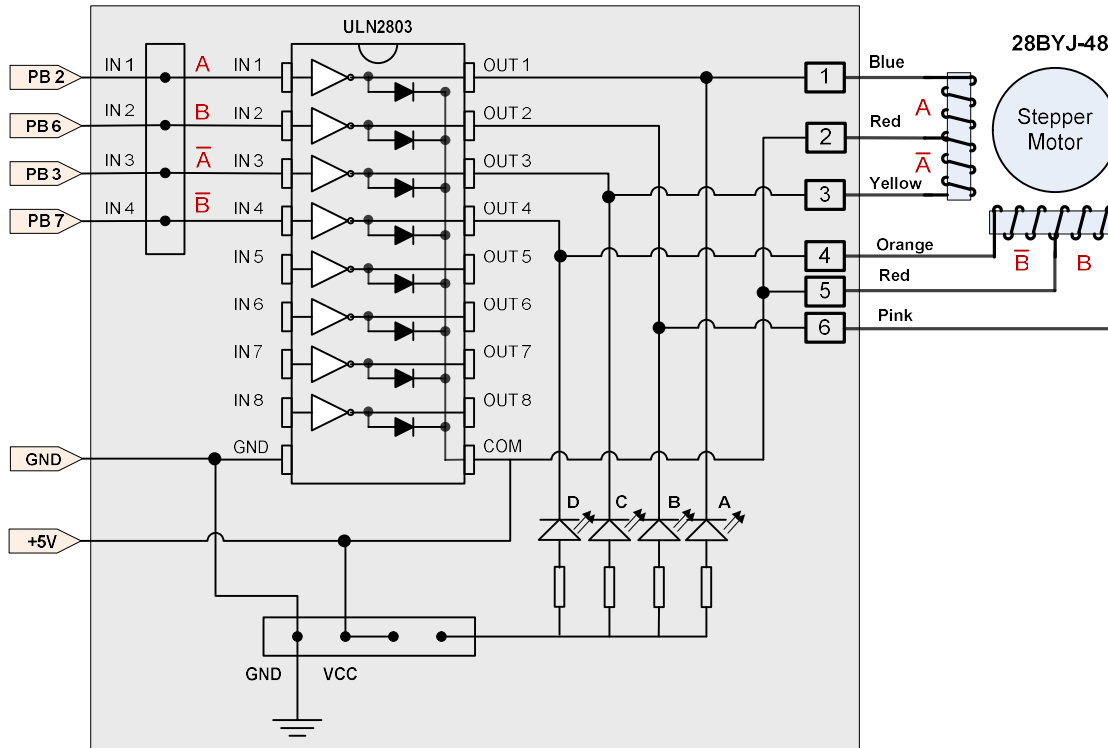 ULN2803
28BYJ-48
PB 2 IN 1 A IN 1 OUT 1 1 Blue
A
PB 6 IN2 B IN 2 OUT 2 2 Red
Stepper
Motor
PB 3 IN 3 A̅ IN 3 OUT 3 3 Yellow
A̅
PB 7 IN 4 B̅ IN 4 OUT 4 4 Orange
B̅ B
IN 5 OUT 5 5 Red
IN 6 OUT 6 6 Pink
IN 7 OUT 7
IN 8 OUT 8
GND GND COM
D C B A
+5V
GND VCC